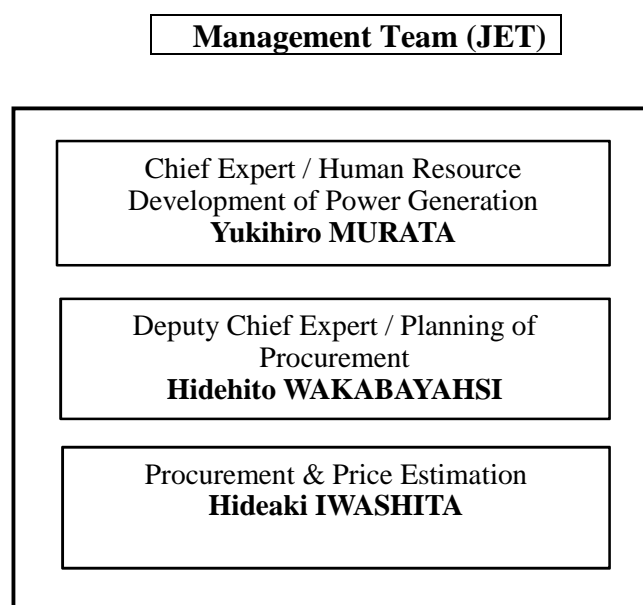 Management Team (JET)
Chief Expert / Human Resource
Development of Power Generation
Yukihiro MURATA
Deputy Chief Expert / Planning of
Procurement
Hidehito WAKABAYAHSI
Procurement & Price Estimation
Hideaki IWASHITA